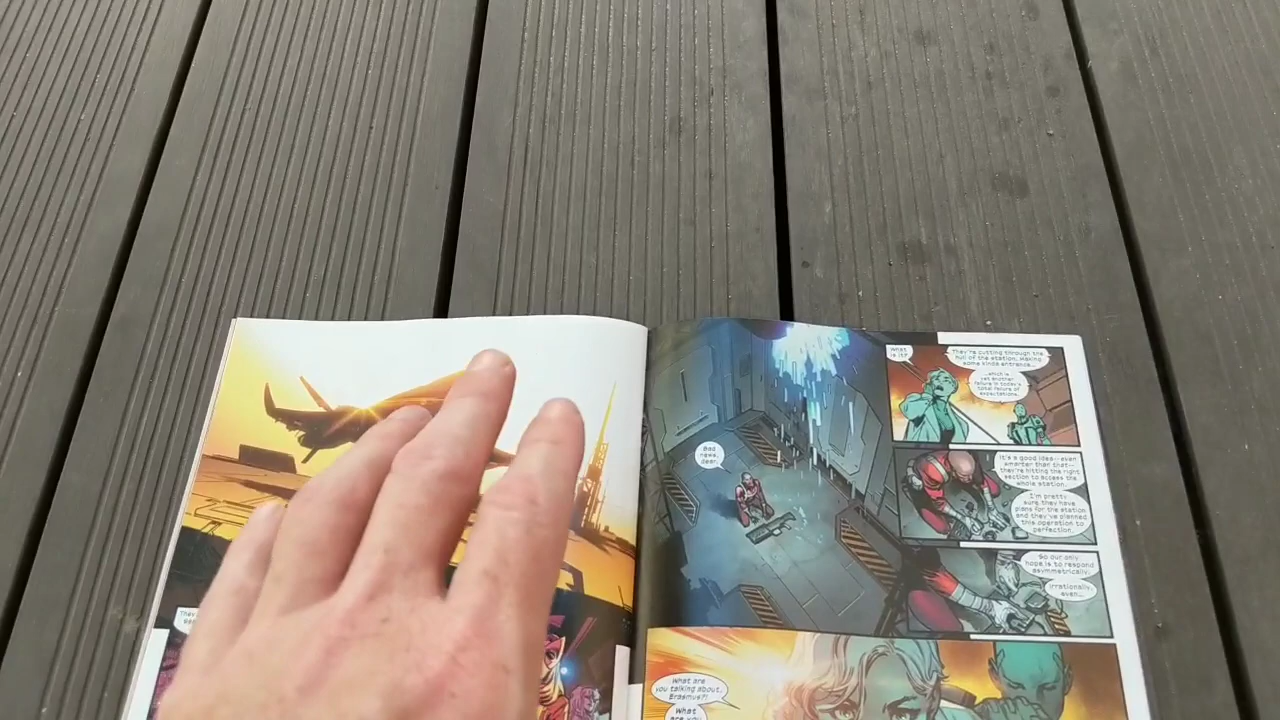 Bad
news,
dear.
What
is it?
They're cutting through the
hull of the station. Making
some kinda entrance...
...which is
yet another
failure in today's
total failure of
expectations.
It's a good idea--even
smarter than that--
they're hitting the right
section to access the
whole station.
I'm pretty
sure they have
plans for the station
and they've planned
this operation to
perfection.
So our only
hope is to respond
asymmetrically.
Irrationally,
even...
What are
you talking about,
Erasmus?!
What
are you